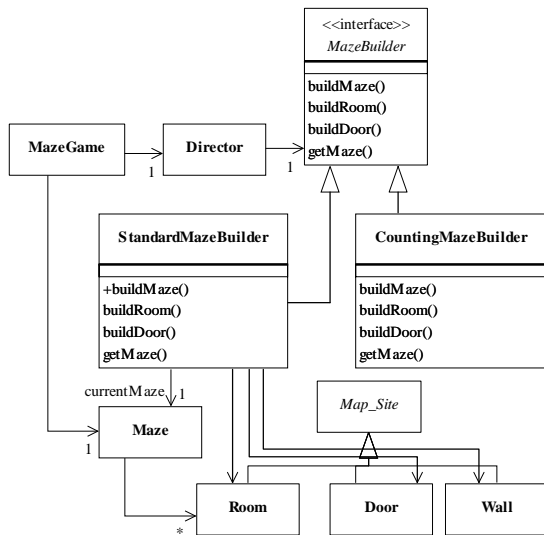 <<interface>>
MazeBuilder
buildMaze()
buildRoom()
buildDoor()
getMaze()
MazeGame
1
Director
1
StandardMazeBuilder
+buildMaze()
buildRoom()
buildDoor()
getMaze()
CountingMazeBuilder
buildMaze()
buildRoom()
buildDoor()
getMaze()
currentMaze
1
Map_Site
Maze
1
*
Room
Door
Wall